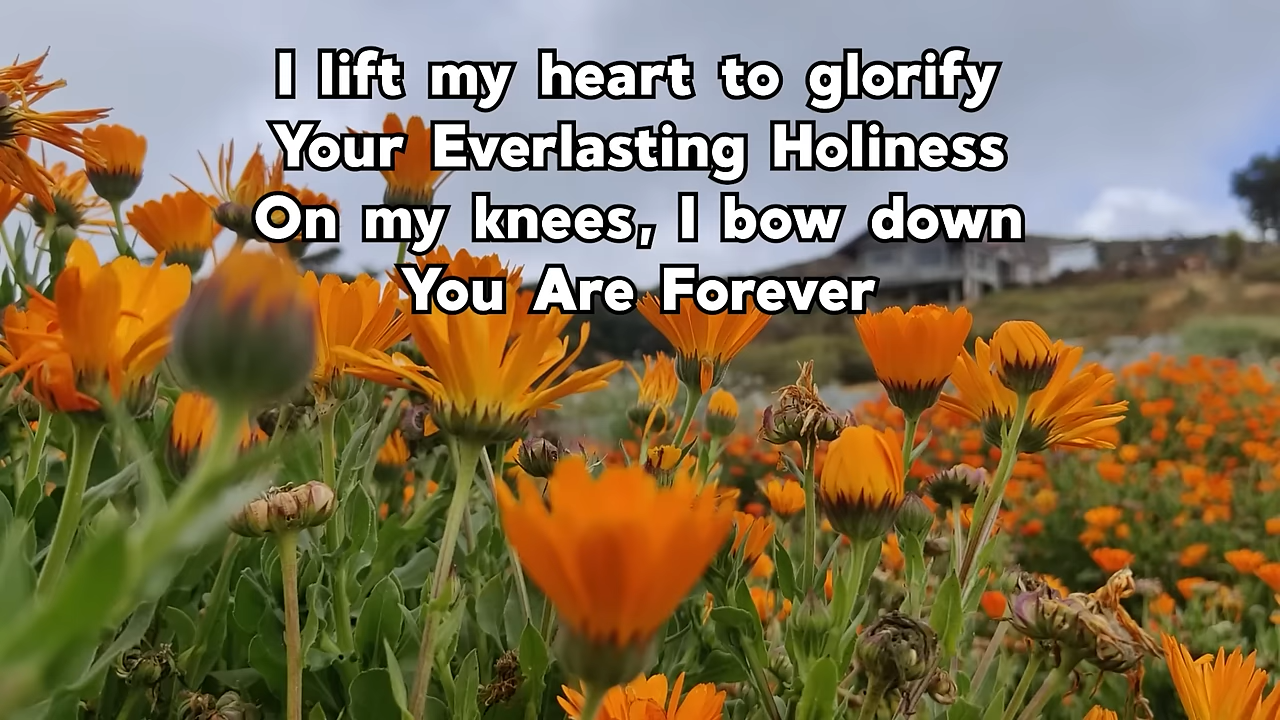 I lift my heart to glorify
Your Everlasting Holiness
On my knees, I bow down
You Are Forever